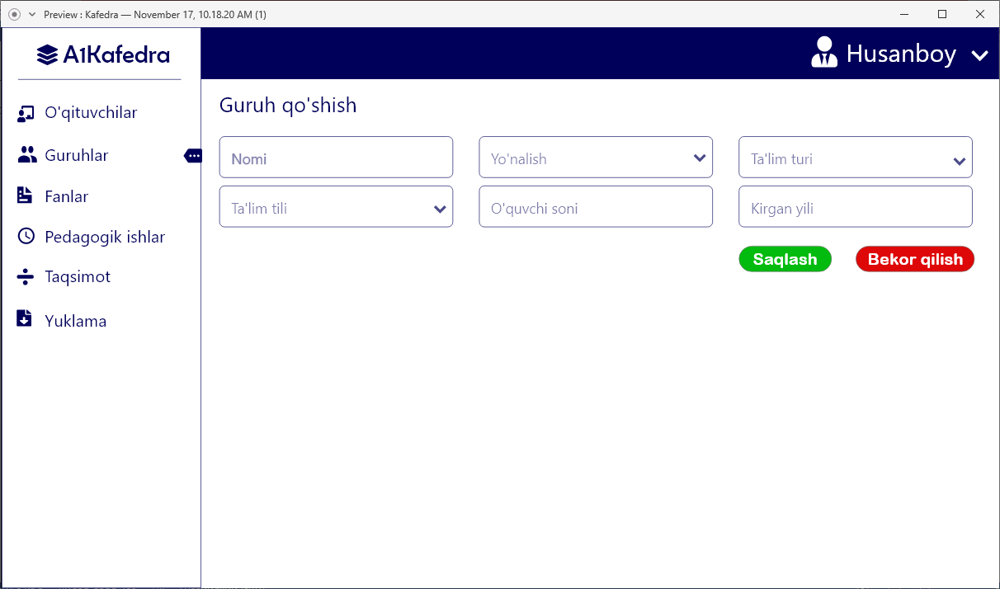 Preview : Kafedra — November 17, 10.18.20 AM (1)
A1Kafedra
Husanboy
O'qituvchilar
Guruhlar
Fanlar
Pedagogik ishlar
Taqsimot
Yuklama
Guruh qo'shish
Nomi
Yo'nalish
Ta'lim turi
Ta'lim tili
O'quvchi soni
Kirgan yili
Saqlash
Bekor qilish